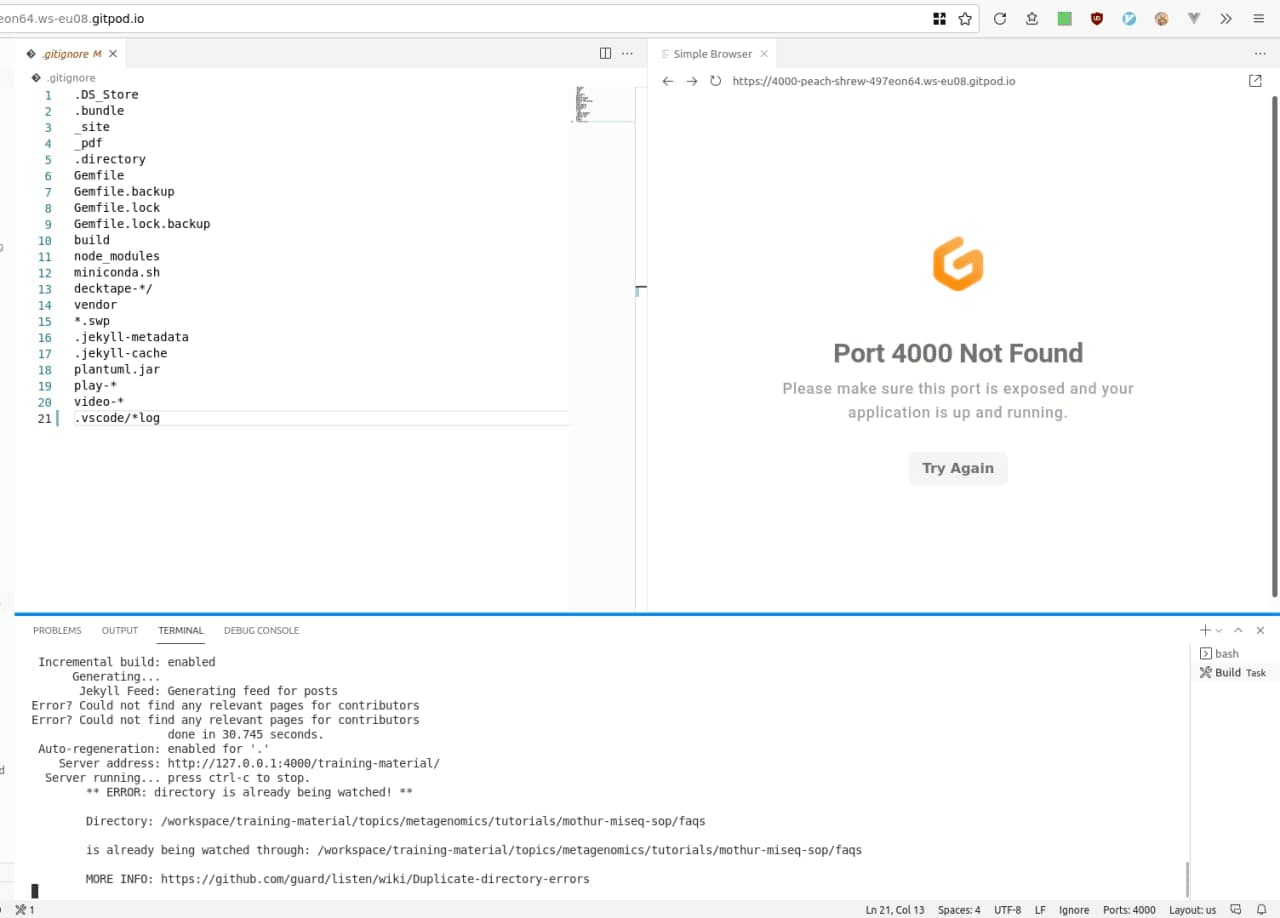 eon64.ws-eu08.gitpod.io
.gitignore M
Simple Browser
.gitignore
https://4000-peach-shrew-497eon64.ws-eu08.gitpod.io
1 .DS_Store
2 .bundle
3 _site
4 _pdf
5 .directory
6 Gemfile
7 Gemfile.backup
8 Gemfile.lock
9 Gemfile.lock.backup
10 build
11 node_modules
12 miniconda.sh
13 decktape-*/
14 vendor
15 *.swp
16 .jekyll-metadata
17 .jekyll-cache
18 plantuml.jar
19 play-*
20 video-*
21 .vscode/*log
Port 4000 Not Found
Please make sure this port is exposed and your
application is up and running.
Try Again
PROBLEMS OUTPUT TERMINAL DEBUG CONSOLE
bash
Build Task
Incremental build: enabled
Generating...
Jekyll Feed: Generating feed for posts
Error? Could not find any relevant pages for contributors
Error? Could not find any relevant pages for contributors
done in 30.745 seconds.
Auto-regeneration: enabled for '.'
Server address: http://127.0.0.1:4000/training-material/
Server running... press ctrl-c to stop.
** ERROR: directory is already being watched! **
Directory: /workspace/training-material/topics/metagenomics/tutorials/mothur-miseq-sop/faqs
is already being watched through: /workspace/training-material/topics/metagenomics/tutorials/mothur-miseq-sop/faqs
MORE INFO: https://github.com/guard/listen/wiki/Duplicate-directory-errors
1
Ln 21, Col 13 Spaces: 4 UTF-8 LF Ignore Ports: 4000 Layout: us